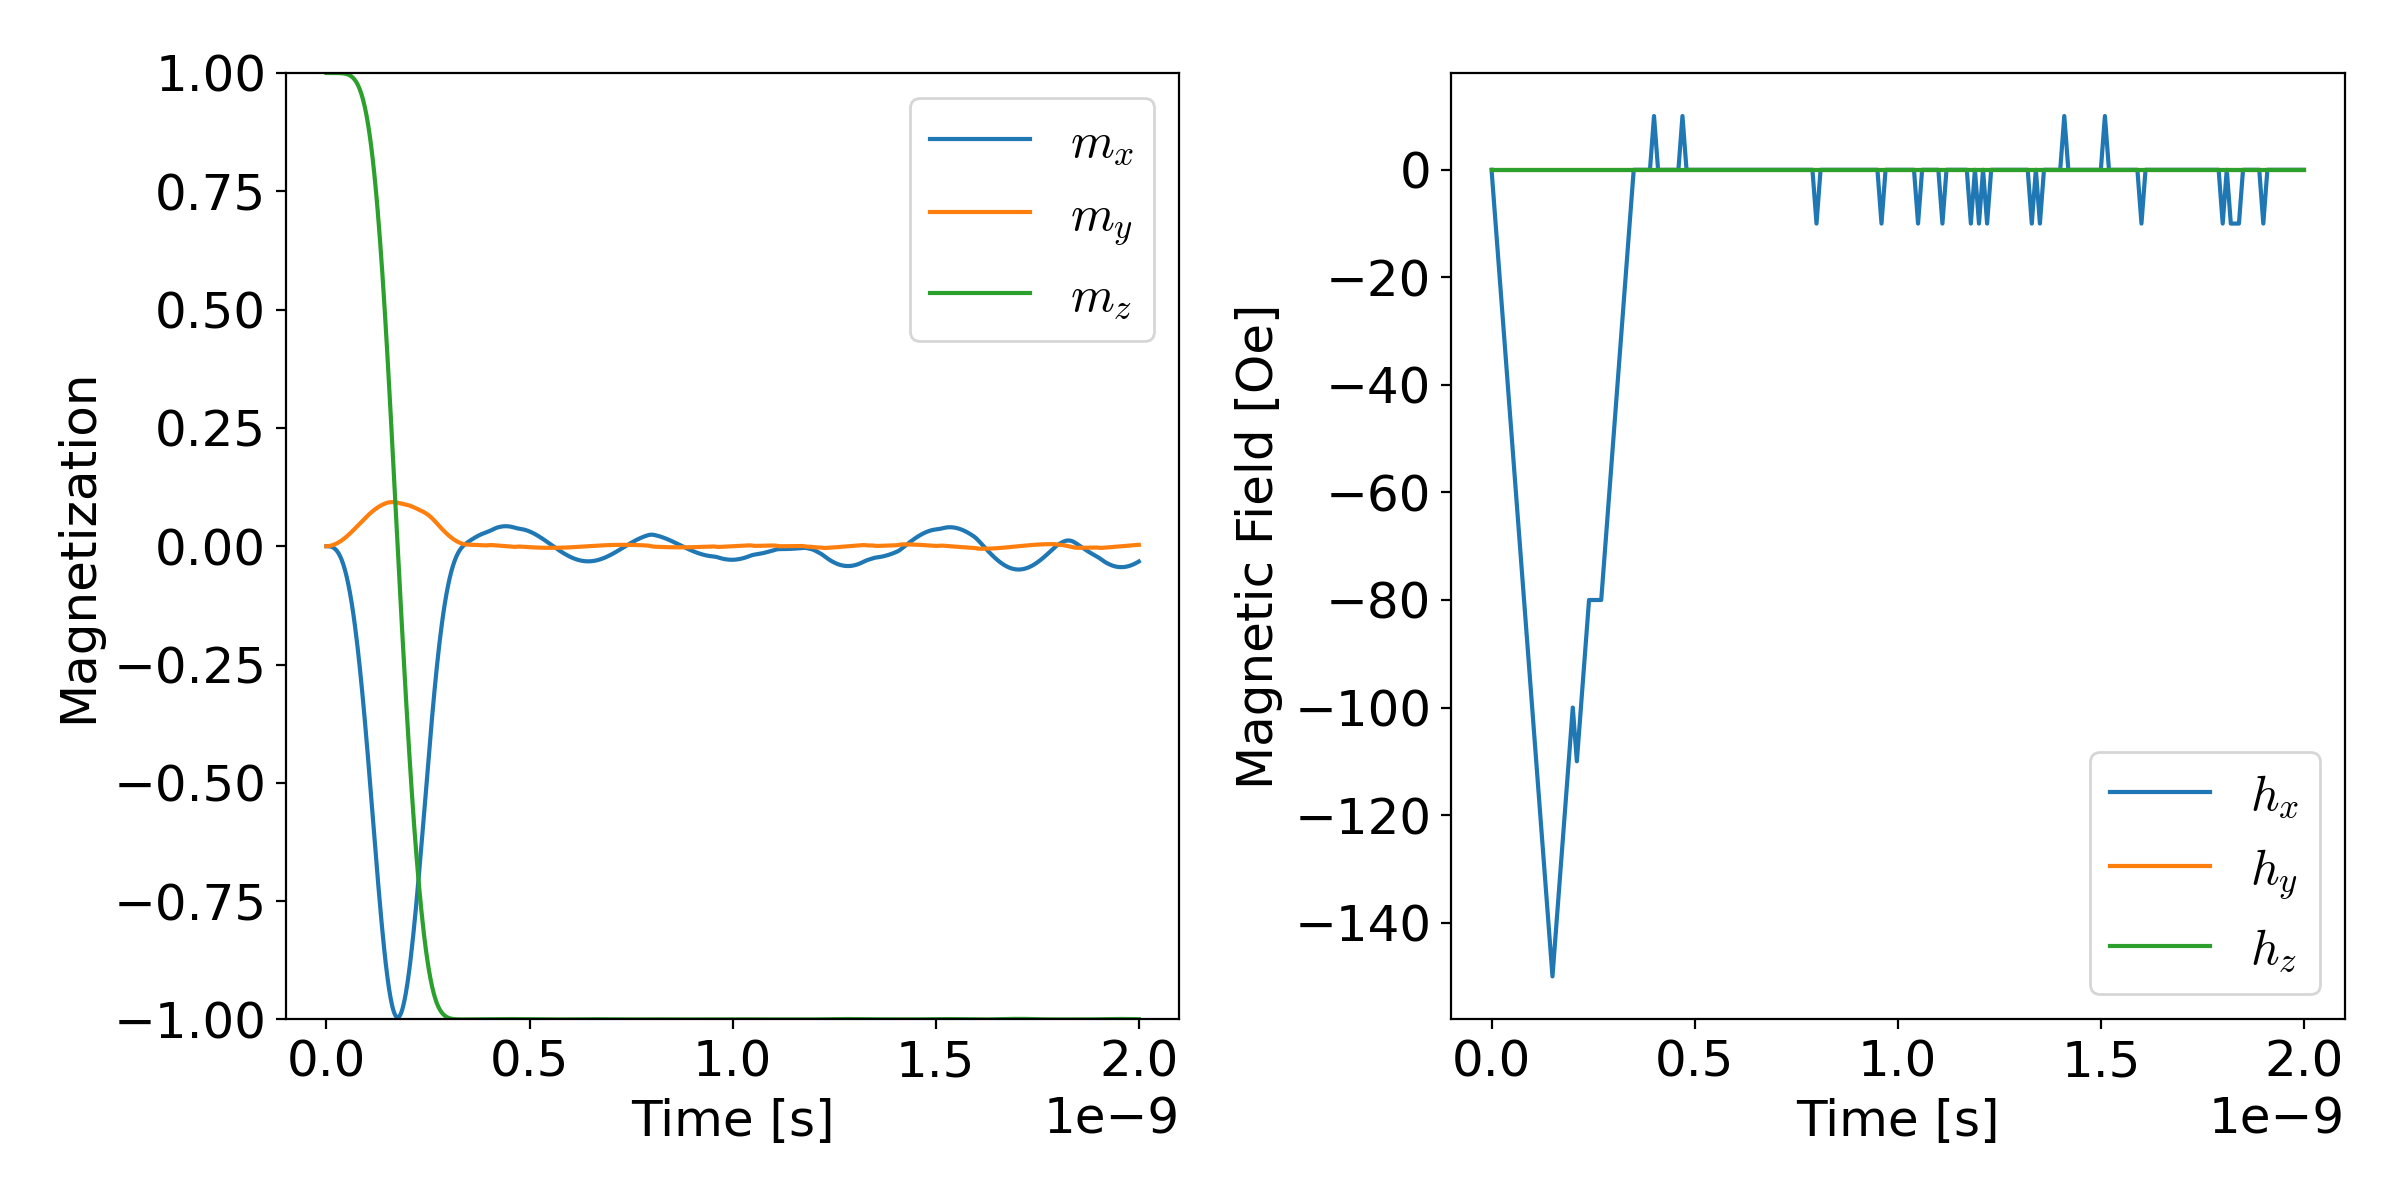 Magnetization
1.00
0.75
0.50
0.25
0.00
−0.25
−0.50
−0.75
−1.00
0.0 0.5 1.0 1.5 2.0
Time [s]
1e−9
m_x
m_y
m_z
Magnetic Field [Oe]
0
−20
−40
−60
−80
−100
−120
−140
0.0 0.5 1.0 1.5 2.0
Time [s]
1e−9
h_x
h_y
h_z